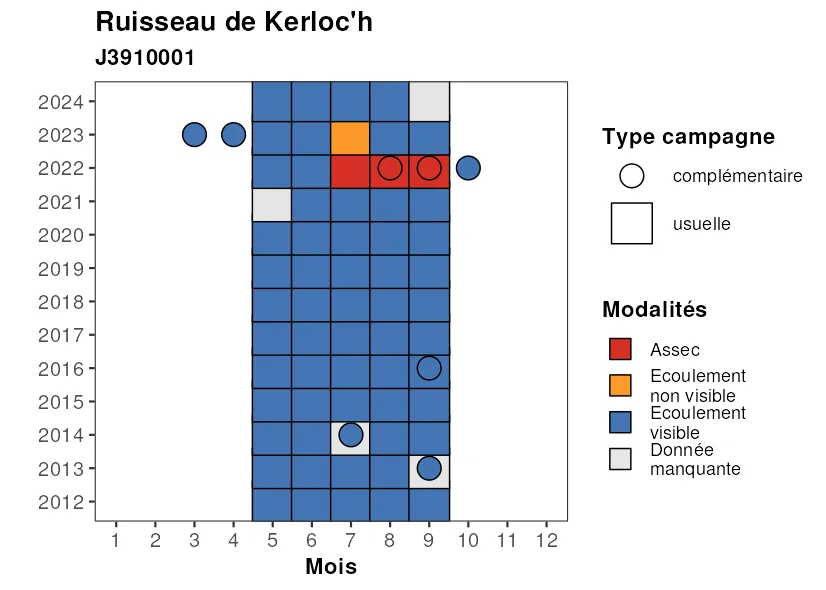 Ruisseau de Kerloc'h
J3910001
2024
2023
2022
2021
2020
2019
2018
2017
2016
2015
2014
2013
2012
1 2 3 4 5 6 7 8 9 10 11 12
Mois
Type campagne
complémentaire
usuelle
Modalités
Assec
Ecoulement
non visible
Ecoulement
visible
Donnée
manquante